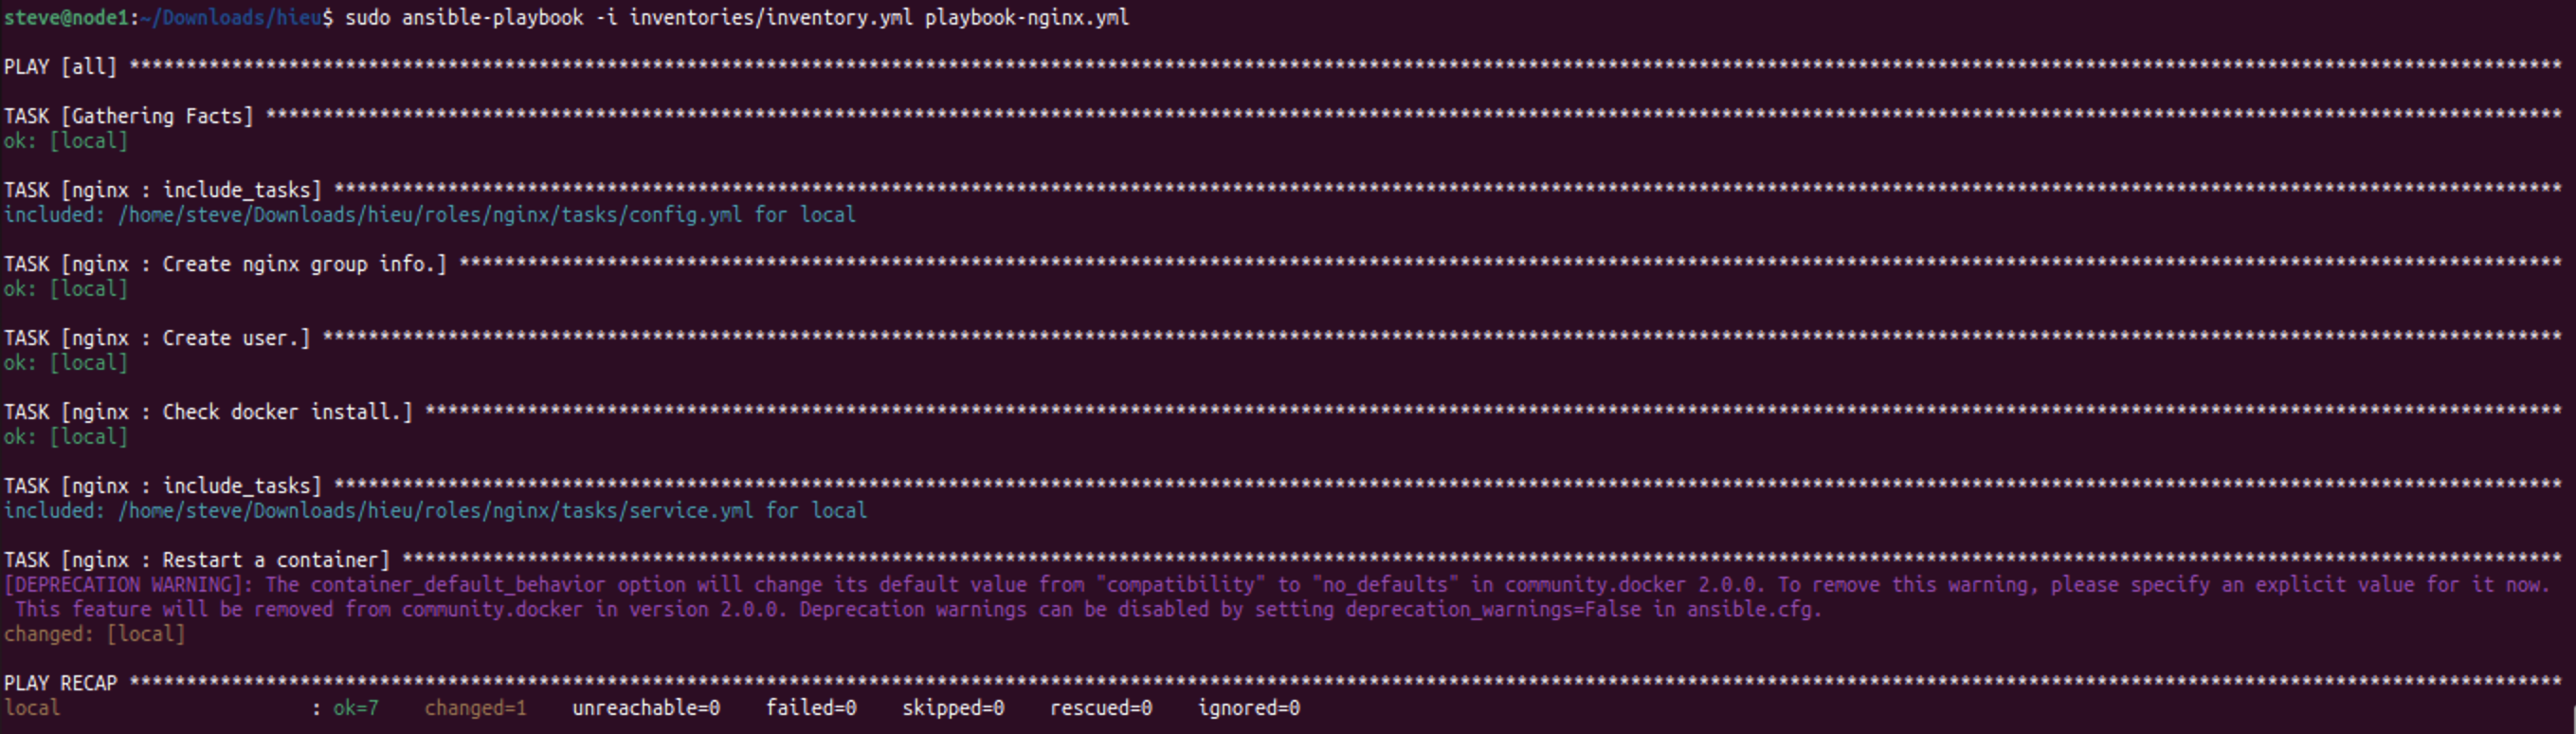 steve@node1:~/Downloads/hieu$ sudo ansible-playbook -i inventories/inventory.yml playbook-nginx.yml
PLAY [all] ****************************************************************
TASK [Gathering Facts] ****************************************************************
ok: [local]
TASK [nginx : include_tasks] ****************************************************************
included: /home/steve/Downloads/hieu/roles/nginx/tasks/config.yml for local
TASK [nginx : Create nginx group info.] ****************************************************************
ok: [local]
TASK [nginx : Create user.] ****************************************************************
ok: [local]
TASK [nginx : Check docker install.] ****************************************************************
ok: [local]
TASK [nginx : include_tasks] ****************************************************************
included: /home/steve/Downloads/hieu/roles/nginx/tasks/service.yml for local
TASK [nginx : Restart a container] ****************************************************************
[DEPRECATION WARNING]: The container_default_behavior option will change its default value from "compatibility" to "no_defaults" in community.docker 2.0.0. To remove this warning, please specify an explicit value for it now.
This feature will be removed from community.docker in version 2.0.0. Deprecation warnings can be disabled by setting deprecation_warnings=False in ansible.cfg.
changed: [local]
PLAY RECAP ****************************************************************
local : ok=7 changed=1 unreachable=0 failed=0 skipped=0 rescued=0 ignored=0